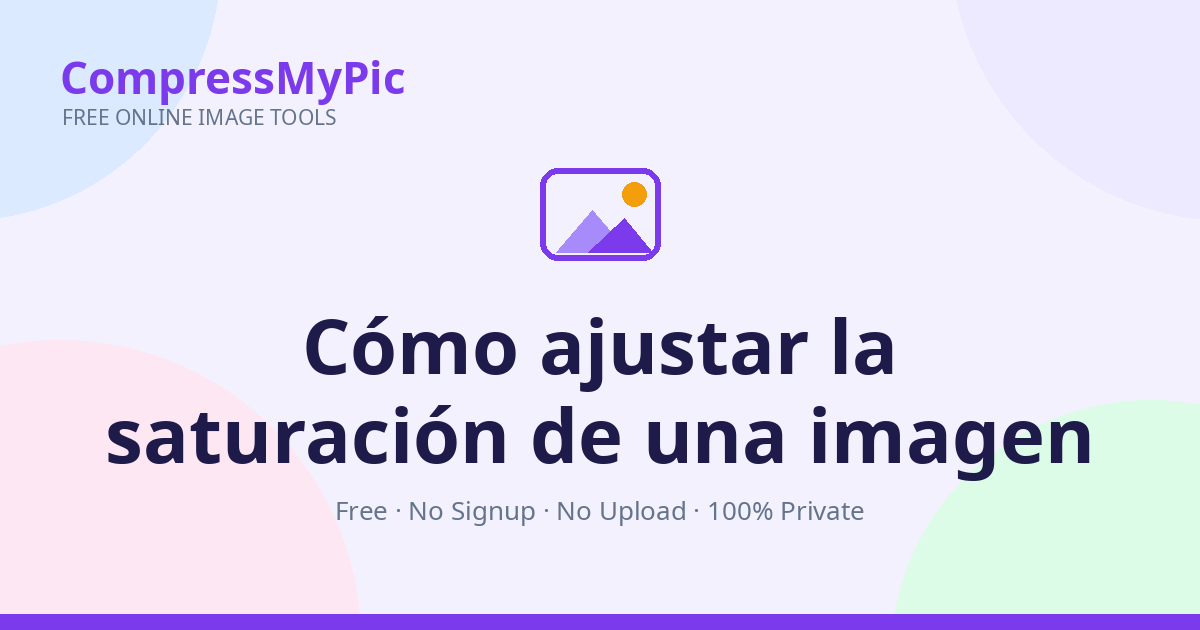 CompressMyPic
FREE ONLINE IMAGE TOOLS
Cómo ajustar la
saturación de una imagen
Free · No Signup · No Upload · 100% Private